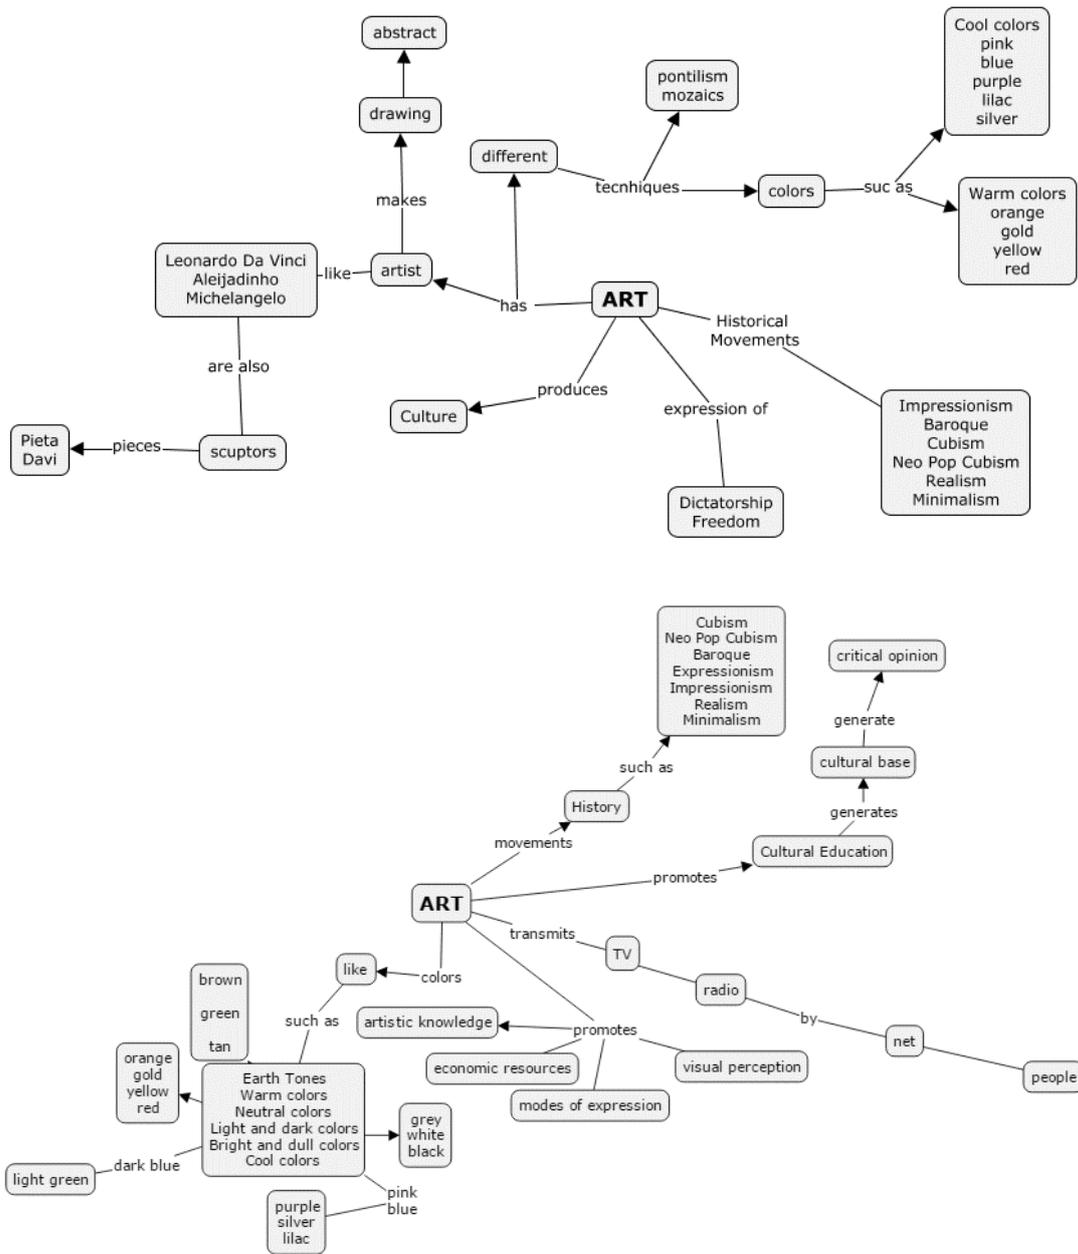 abstract
drawing
makes
artist
like
Leonardo Da Vinci
Aleijadinho
Michelangelo
are also
scuptors
pieces
Pieta
Davi
has
different
tecnhiques
pontilism
mozaics
colors
suc as
Cool colors
pink
blue
purple
lilac
silver
Warm colors
orange
gold
yellow
red
ART
Historical
Movements
Impressionism
Baroque
Cubism
Neo Pop Cubism
Realism
Minimalism
produces
Culture
expression of
Dictatorship
Freedom
Cubism
Neo Pop Cubism
Baroque
Expressionism
Impressionism
Realism
Minimalism
such as
History
movements
critical opinion
generate
cultural base
generates
Cultural Education
promotes
ART
transmits
TV
radio
by
net
people
colors
like
such as
promotes
artistic knowledge
economic resources
modes of expression
visual perception
brown
green
tan
orange
gold
yellow
red
Earth Tones
Warm colors
Neutral colors
Light and dark colors
Bright and dull colors
Cool colors
grey
white
black
dark blue
light green
pink
blue
purple
silver
lilac